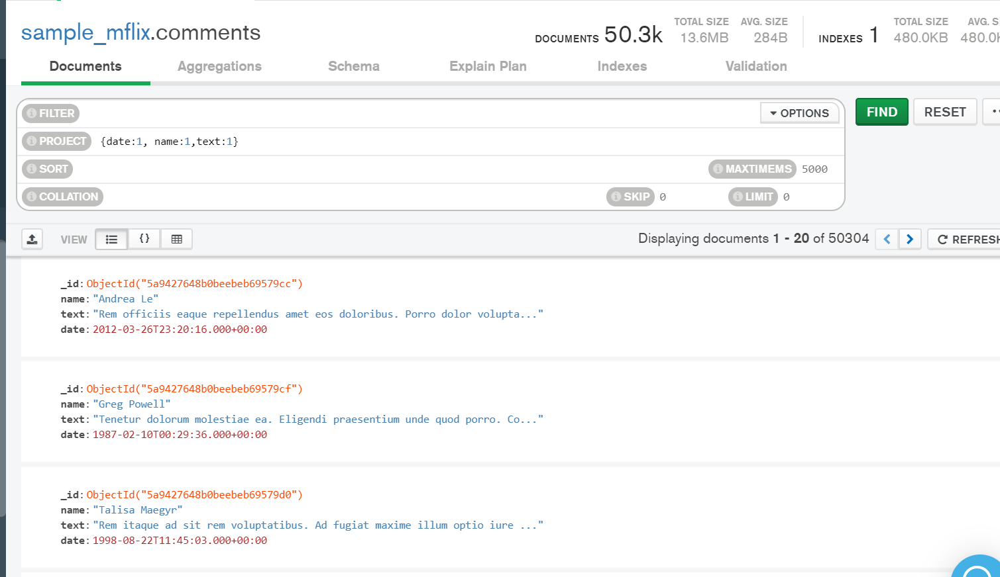 sample_mflix.comments
DOCUMENTS 50.3k TOTAL SIZE 13.6MB AVG. SIZE 284B INDEXES 1 TOTAL SIZE 480.0KB AVG. S 480.0K
Documents Aggregations Schema Explain Plan Indexes Validation
FILTER OPTIONS FIND RESET
PROJECT {date:1, name:1,text:1}
SORT MAXTIMEMS 5000
COLLATION SKIP 0 LIMIT 0
VIEW {} Displaying documents 1 - 20 of 50304 REFRESH
_id: ObjectId("5a9427648b0beebeb69579cc")
name: "Andrea Le"
text: "Rem officiis eaque repellendus amet eos doloribus. Porro dolor volupta..."
date: 2012-03-26T23:20:16.000+00:00
_id: ObjectId("5a9427648b0beebeb69579cf")
name: "Greg Powell"
text: "Tenetur dolorum molestiae ea. Eligendi praesentium unde quod porro. Co..."
date: 1987-02-10T00:29:36.000+00:00
_id: ObjectId("5a9427648b0beebeb69579d0")
name: "Talisa Maegyr"
text: "Rem itaque ad sit rem voluptatibus. Ad fugiat maxime illum optio iure ..."
date: 1998-08-22T11:45:03.000+00:00